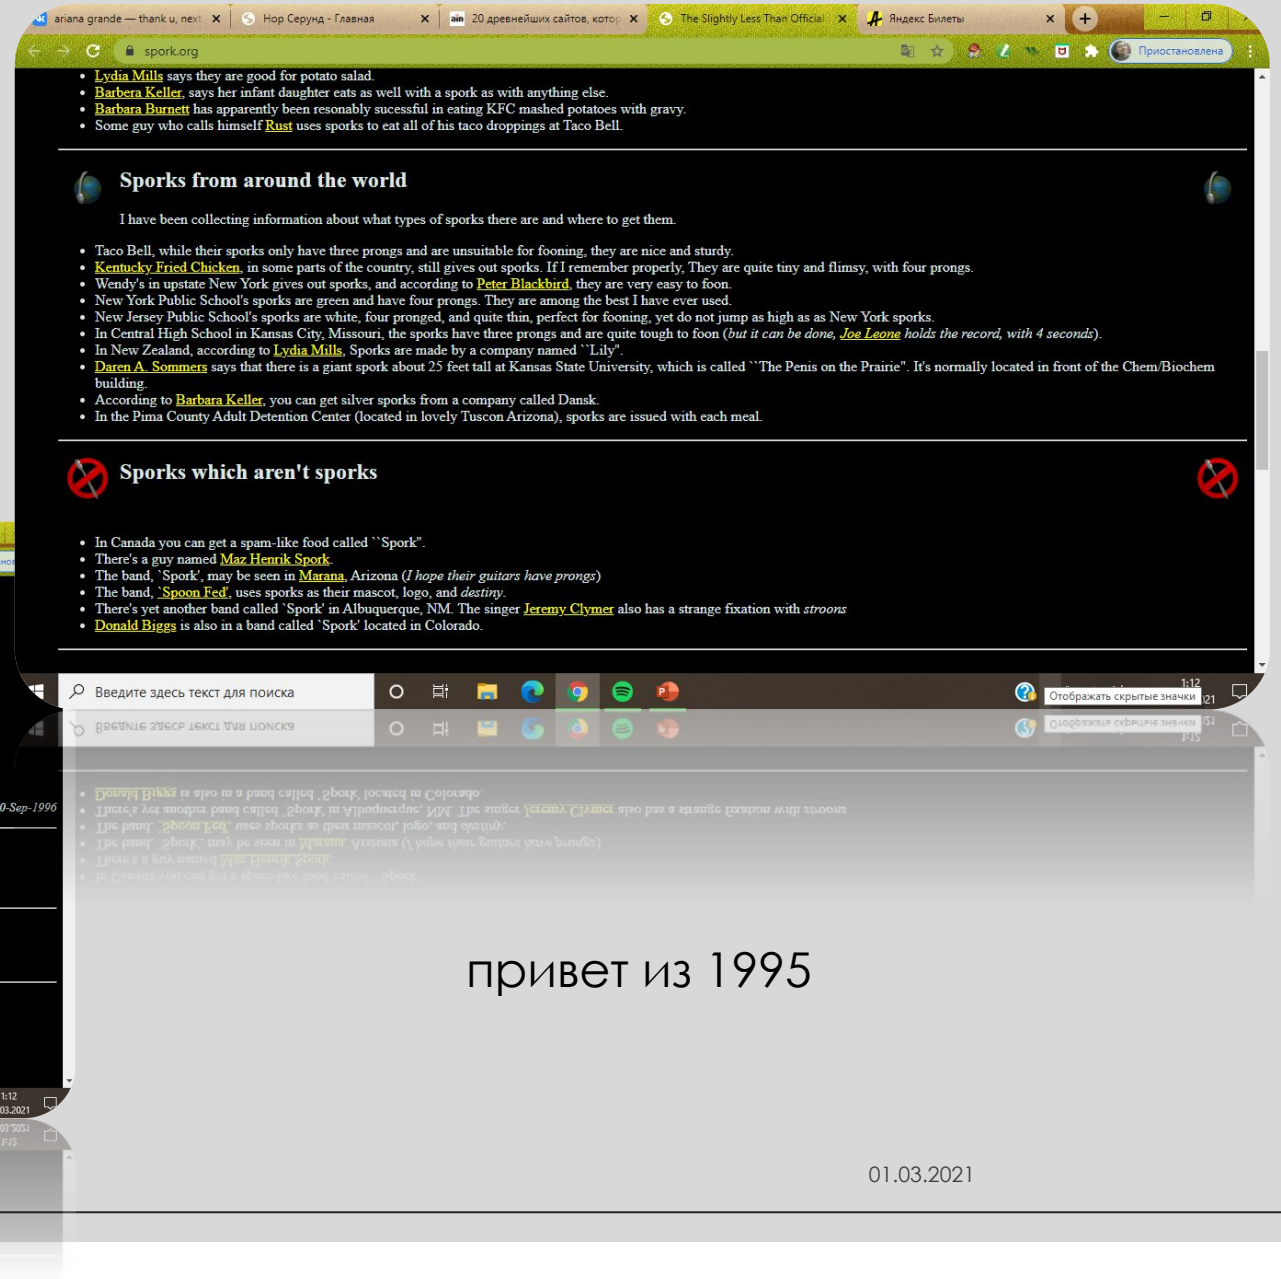 ariana grande — thank u, next
Нор Серунд - Главная
ain 20 древнейших сайтов, котор
The Slightly Less Than Official
Яндекс Билеты
spork.org
Приостановлена
Lydia Mills says they are good for potato salad.
Barbera Keller, says her infant daughter eats as well with a spork as with anything else.
Barbara Burnett has apparently been resonably sucessful in eating KFC mashed potatoes with gravy.
Some guy who calls himself Rust uses sporks to eat all of his taco droppings at Taco Bell.
Sporks from around the world
I have been collecting information about what types of sporks there are and where to get them.
Taco Bell, while their sporks only have three prongs and are unsuitable for fooning, they are nice and sturdy.
Kentucky Fried Chicken, in some parts of the country, still gives out sporks. If I remember properly, They are quite tiny and flimsy, with four prongs.
Wendy's in upstate New York gives out sporks, and according to Peter Blackbird, they are very easy to foon.
New York Public School's sporks are green and have four prongs. They are among the best I have ever used.
New Jersey Public School's sporks are white, four pronged, and quite thin, perfect for fooning, yet do not jump as high as as New York sporks.
In Central High School in Kansas City, Missouri, the sporks have three prongs and are quite tough to foon (but it can be done, Joe Leone holds the record, with 4 seconds).
In New Zealand, according to Lydia Mills, Sporks are made by a company named ``Lily".
Daren A. Sommers says that there is a giant spork about 25 feet tall at Kansas State University, which is called ``The Penis on the Prairie". It's normally located in front of the Chem/Biochem
building.
According to Barbara Keller, you can get silver sporks from a company called Dansk.
In the Pima County Adult Detention Center (located in lovely Tuscon Arizona), sporks are issued with each meal.
Sporks which aren't sporks
In Canada you can get a spam-like food called ``Spork".
There's a guy named Maz Henrik Spork.
The band, `Spork', may be seen in Marana, Arizona (I hope their guitars have prongs)
The band, `Spoon Fed', uses sporks as their mascot, logo, and destiny.
There's yet another band called `Spork' in Albuquerque, NM. The singer Jeremy Clymer also has a strange fixation with stroons
Donald Biggs is also in a band called `Spork' located in Colorado.
Введите здесь текст для поиска
1:12
Отображать скрытые значки
021
0-Sep-1996
привет из 1995
1:12
03.2021
01.03.2021